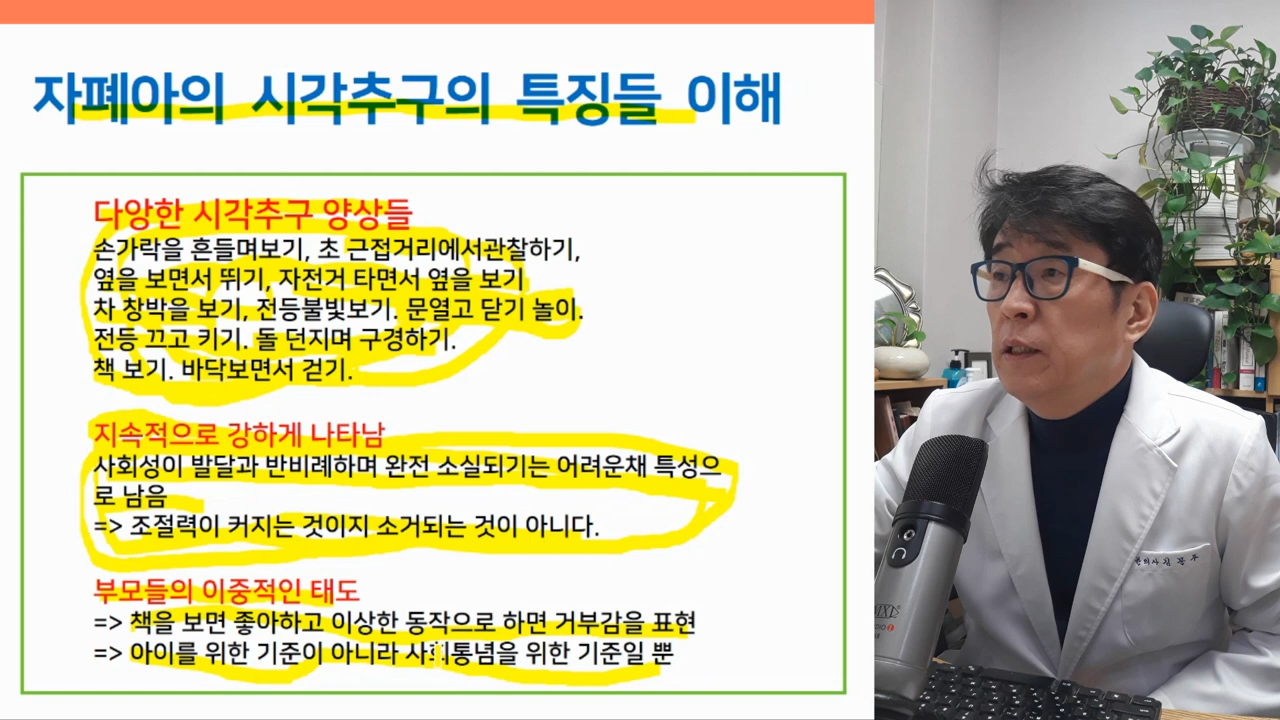 자폐아의 시각추구의 특징들 이해
다앙한 시각추구 양상들
손가락을 흔들며보기, 초 근접거리에서관찰하기,
옆을 보면서 뛰기, 자전거 타면서 옆을 보기
차 창박을 보기, 전등불빛보기. 문열고 닫기 놀이.
전등 끄고 키기. 돌 던지며 구경하기.
책 보기. 바닥보면서 걷기.
지속적으로 강하게 나타남
사회성이 발달과 반비례하며 완전 소실되기는 어려운채 특성으
로 남음
=> 조절력이 커지는 것이지 소거되는 것이 아니다.
부모들의 이중적인 태도
=> 책을 보면 좋아하고 이상한 동작으로 하면 거부감을 표현
=> 아이를 위한 기준이 아니라 사회통념을 위한 기준일 뿐